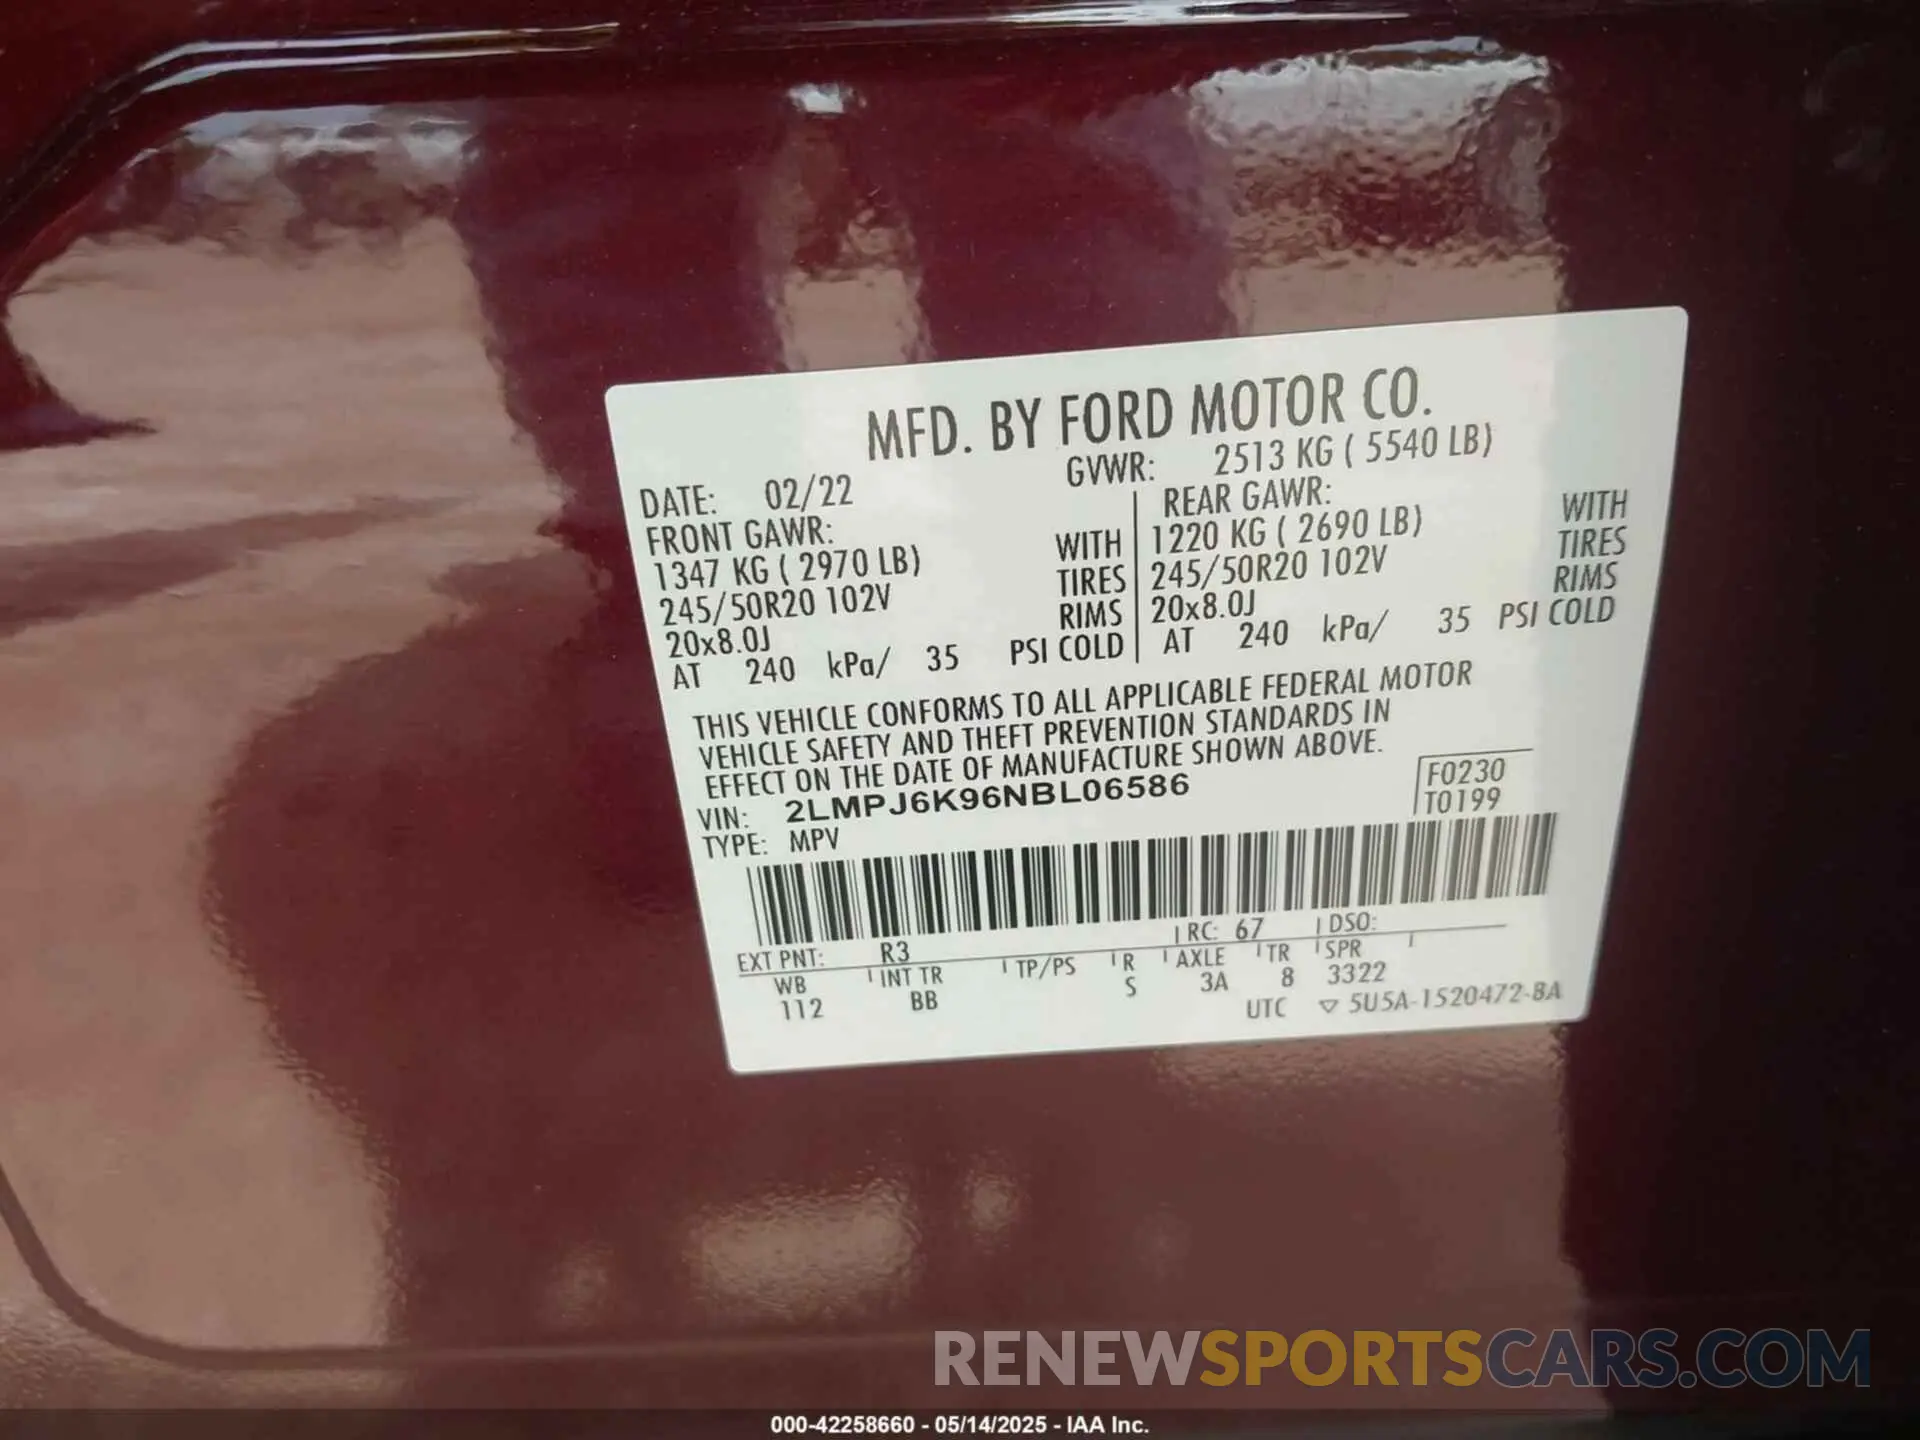 MFD. BY FORD MOTOR CO.
DATE: 02/22 GVWR: 2513 KG ( 5540 LB)
FRONT GAWR: REAR GAWR:
1347 KG ( 2970 LB) WITH 1220 KG ( 2690 LB) WITH
245/50R20 102V TIRES 245/50R20 102V TIRES
20x8.0J RIMS 20x8.0J RIMS
AT 240 kPa/ 35 PSI COLD AT 240 kPa/ 35 PSI COLD
THIS VEHICLE CONFORMS TO ALL APPLICABLE FEDERAL MOTOR
VEHICLE SAFETY AND THEFT PREVENTION STANDARDS IN
EFFECT ON THE DATE OF MANUFACTURE SHOWN ABOVE.
VIN: 2LMPJ6K96NBL06586 F0230
TYPE: MPV T0199
EXT PNT: R3 RC: 67 DSO:
WB INT TR TP/PS R AXLE TR SPR
112 BB S 3A 8 3322
UTC ▽ 5U5A-1520472-BA
RENEWSPORTSCARS.COM
000-42258660 - 05/14/2025 - IAA Inc.